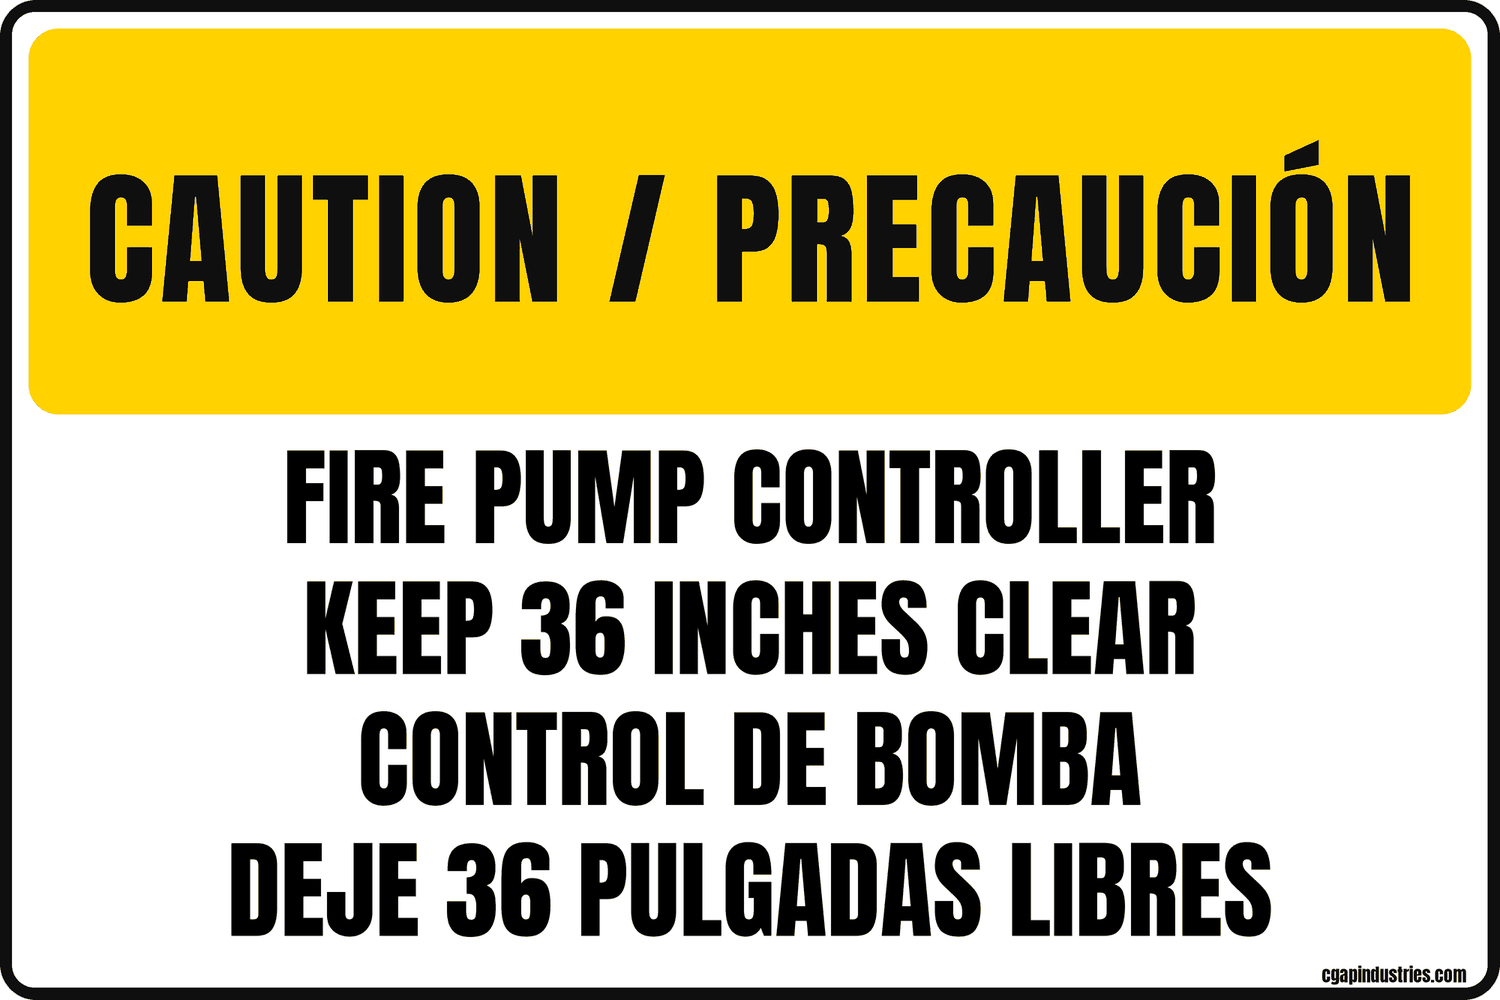 CAUTION / PRECAUCIÓN
FIRE PUMP CONTROLLER
KEEP 36 INCHES CLEAR
CONTROL DE BOMBA
DEJE 36 PULGADAS LIBRES
cgapindustries.com